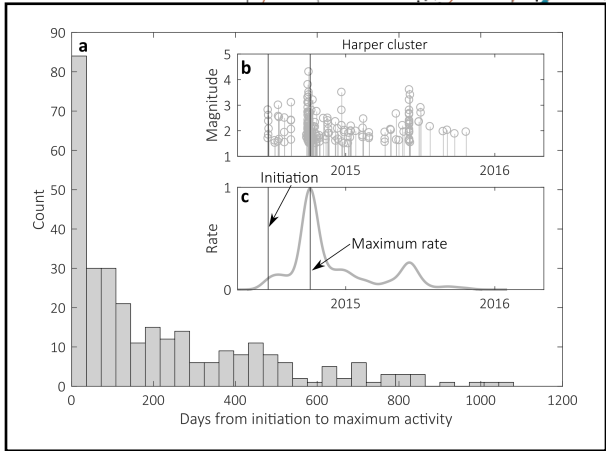 90
80
70
60
50
40
30
20
10
0
Count
a
0 200 400 600 800 1000 1200
Days from initiation to maximum activity
Harper cluster
b
5
4
3
2
1
Magnitude
2015 2016
Initiation
c
1
0
Rate
Maximum rate
2015 2016